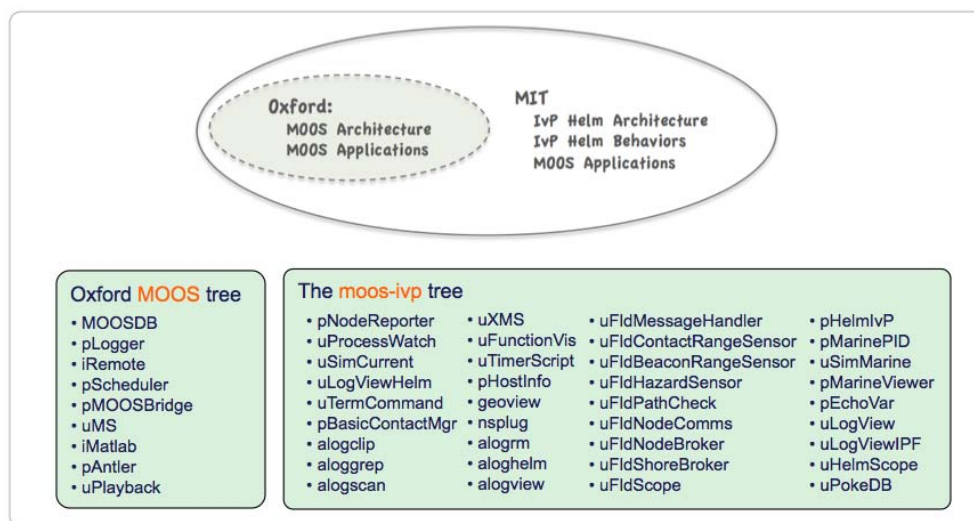 Oxford:
MOOS Architecture
MOOS Applications
MIT
IvP Helm Architecture
IvP Helm Behaviors
MOOS Applications
Oxford MOOS tree
• MOOSDB
• pLogger
• iRemote
• pScheduler
• pMOOSBridge
• uMS
• iMatlab
• pAntler
• uPlayback
The moos-ivp tree
• pNodeReporter
• uProcessWatch
• uSimCurrent
• uLogViewHelm
• uTermCommand
• pBasicContactMgr
• alogclip
• aloggrep
• alogscan
• uXMS
• uFunctionVis
• uTimerScript
• pHostInfo
• geoview
• nsplug
• alogrm
• aloghelm
• alogview
• uFldMessageHandler
• uFldContactRangeSensor
• uFldBeaconRangeSensor
• uFldHazardSensor
• uFldPathCheck
• uFldNodeComms
• uFldNodeBroker
• uFldShoreBroker
• uFldScope
• pHelmIvP
• pMarinePID
• uSimMarine
• pMarineViewer
• pEchoVar
• uLogView
• uLogViewIPF
• uHelmScope
• uPokeDB